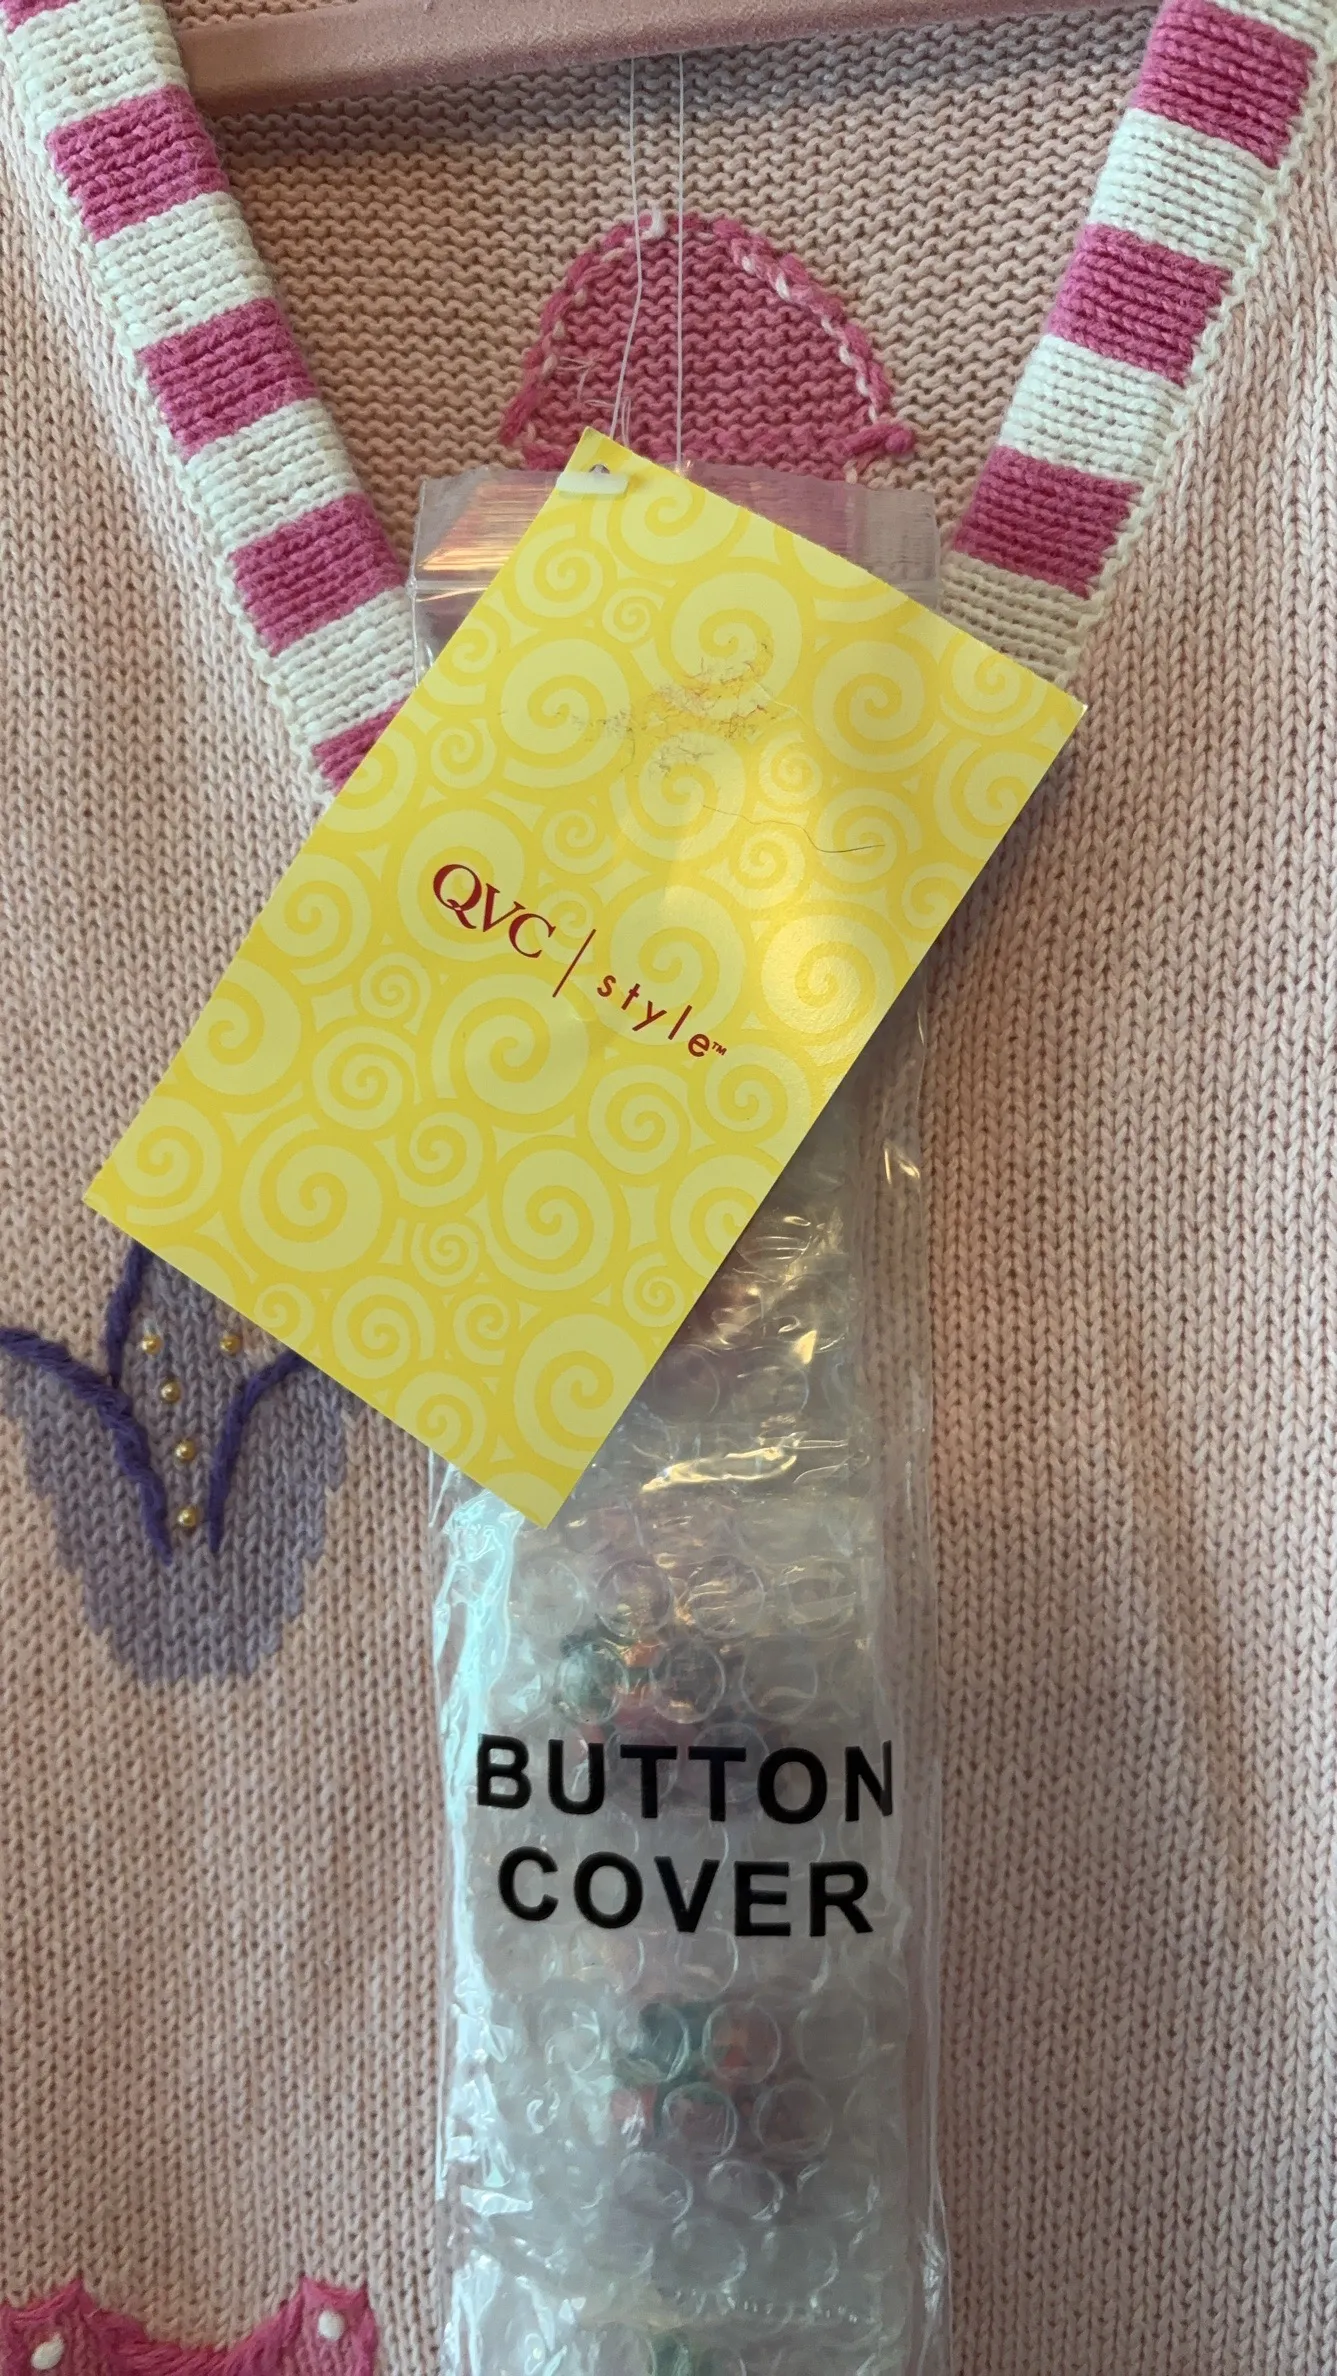 QVC | style™
BUTTON
COVER